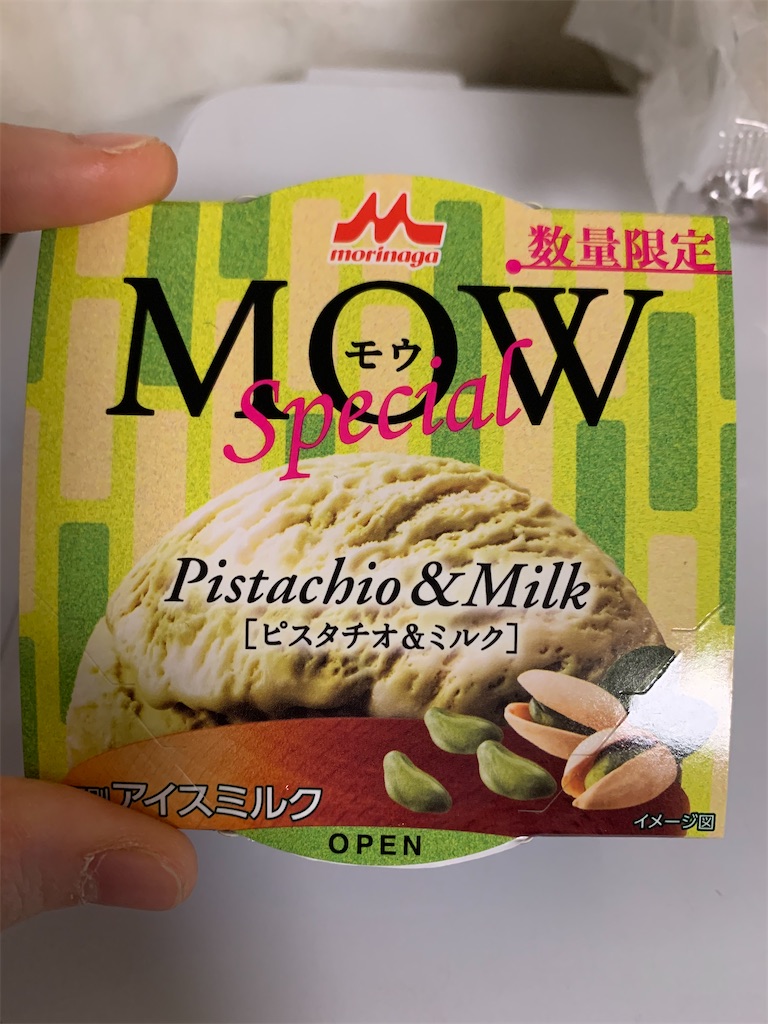 morinaga
数量限定
MOW
モウ
Special
Pistachio & Milk
[ピスタチオ&ミルク]
アイスミルク
イメージ図
OPEN